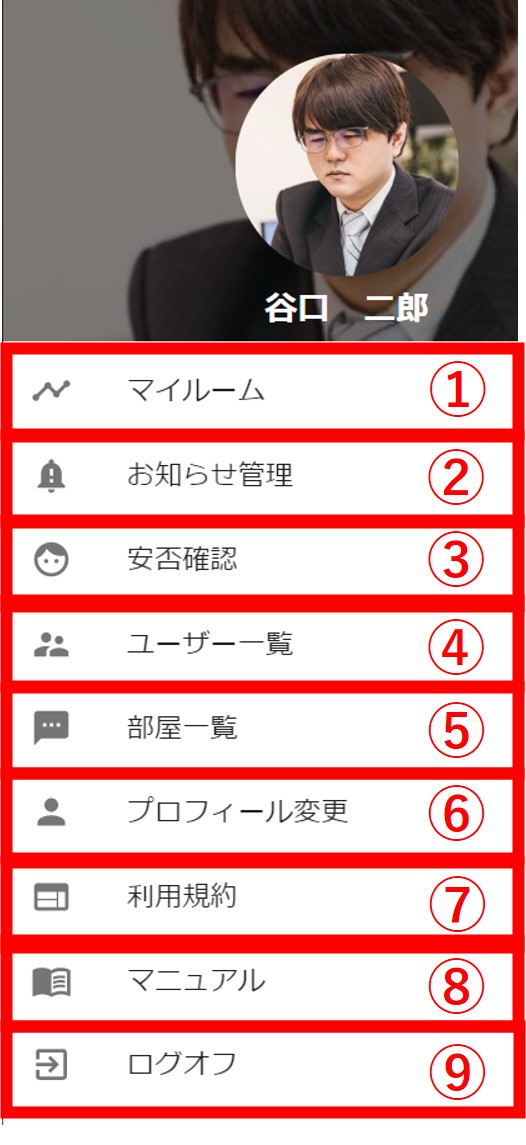 谷口　二郎
マイルーム ①
お知らせ管理 ②
安否確認 ③
ユーザー一覧 ④
部屋一覧 ⑤
プロフィール変更 ⑥
利用規約 ⑦
マニュアル ⑧
ログオフ ⑨